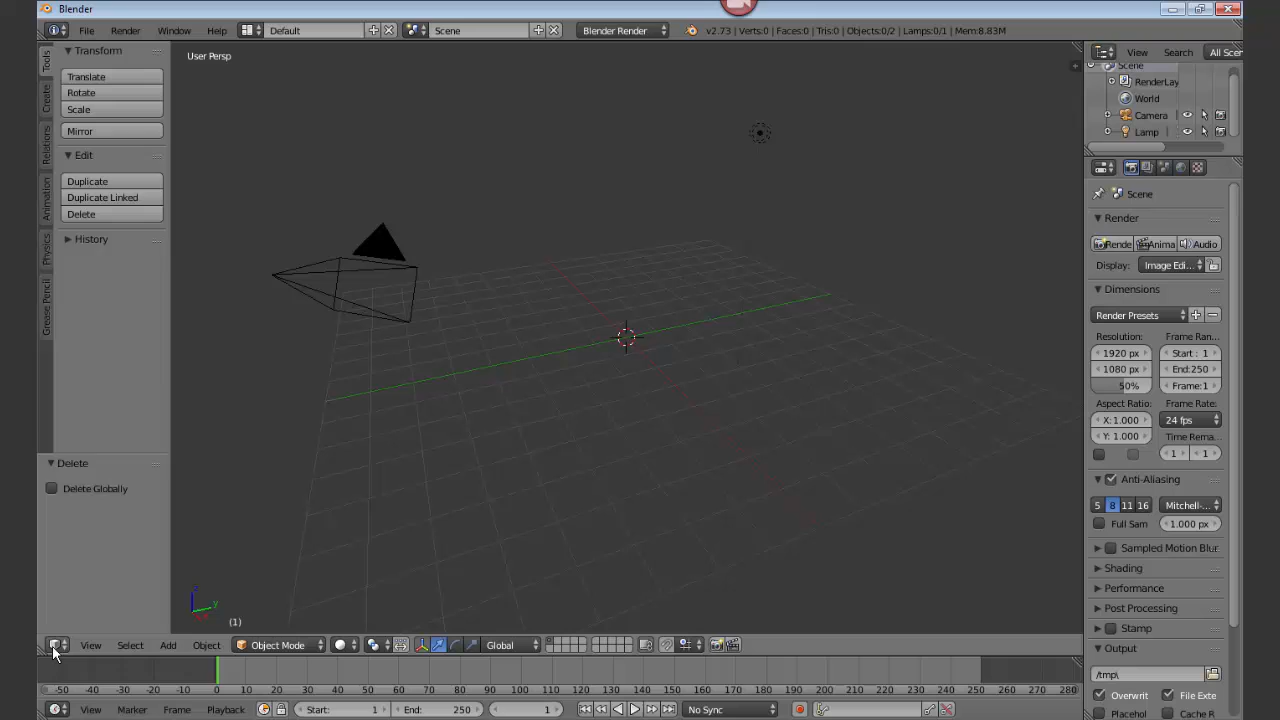 Blender
File Render Window Help Default Scene Blender Render v2.73 | Verts:0 | Faces:0 | Tris:0 | Objects:0/2 | Lamps:0/1 | Mem:8.83M
Transform
Translate
Rotate
Scale
Mirror
Edit
Duplicate
Duplicate Linked
Delete
History
Tools
Create
Relations
Animation
Physics
Grease Pencil
Delete
Delete Globally
User Persp
(1)
z
y
View Search All Scen
Scene
RenderLay
World
Camera
Lamp
Scene
Render
Rende Anima Audio
Display: Image Edi...
Dimensions
Render Presets
Resolution: Frame Ran...
1920 px Start : 1
1080 px End:250
50% Frame:1
Aspect Ratio: Frame Rate:
X:1.000 24 fps
Y: 1.000 Time Rema...
1 1
Anti-Aliasing
5 8 11 16 Mitchell-...
Full Sam 1.000 px
Sampled Motion Blur
Shading
Performance
Post Processing
Stamp
Output
/tmp\
Overwrit File Exte
Placehol Cache R
View Select Add Object Object Mode Global
-50 -40 -30 -20 -10 0 10 20 30 40 50 60 70 80 90 100 110 120 130 140 150 160 170 180 190 200 210 220 230 240 250 260 270 280
View Marker Frame Playback Start: 1 End: 250 1 No Sync